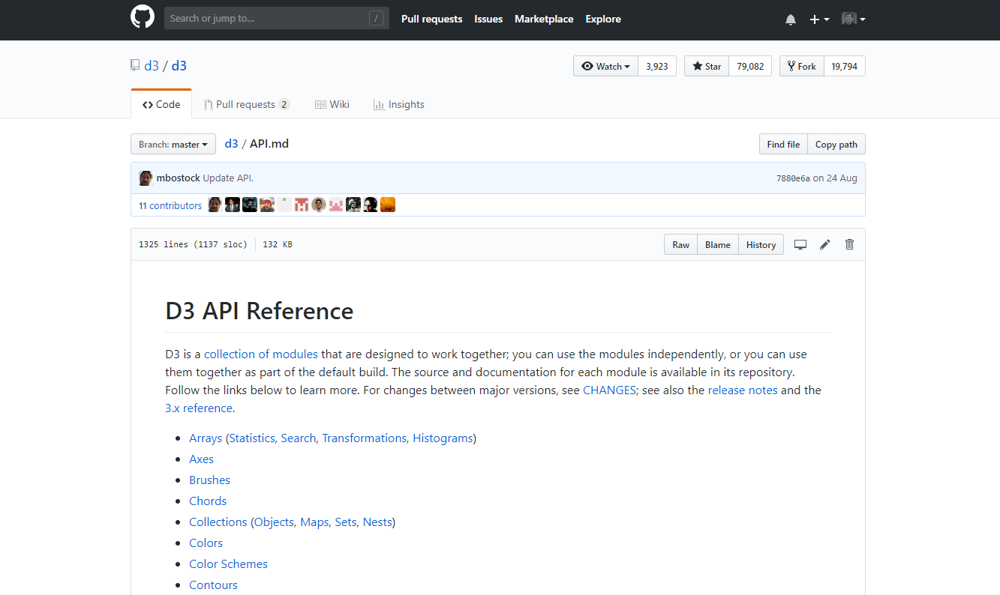 Search or jump to... /
Pull requests Issues Marketplace Explore
d3 / d3
Watch 3,923 Star 79,082 Fork 19,794
Code Pull requests 2 Wiki Insights
Branch: master d3 / API.md Find file Copy path
mbostock Update API. 7880e6a on 24 Aug
11 contributors
1325 lines (1137 sloc) 132 KB Raw Blame History
D3 API Reference
D3 is a collection of modules that are designed to work together; you can use the modules independently, or you can use
them together as part of the default build. The source and documentation for each module is available in its repository.
Follow the links below to learn more. For changes between major versions, see CHANGES; see also the release notes and the
3.x reference.
• Arrays (Statistics, Search, Transformations, Histograms)
• Axes
• Brushes
• Chords
• Collections (Objects, Maps, Sets, Nests)
• Colors
• Color Schemes
• Contours